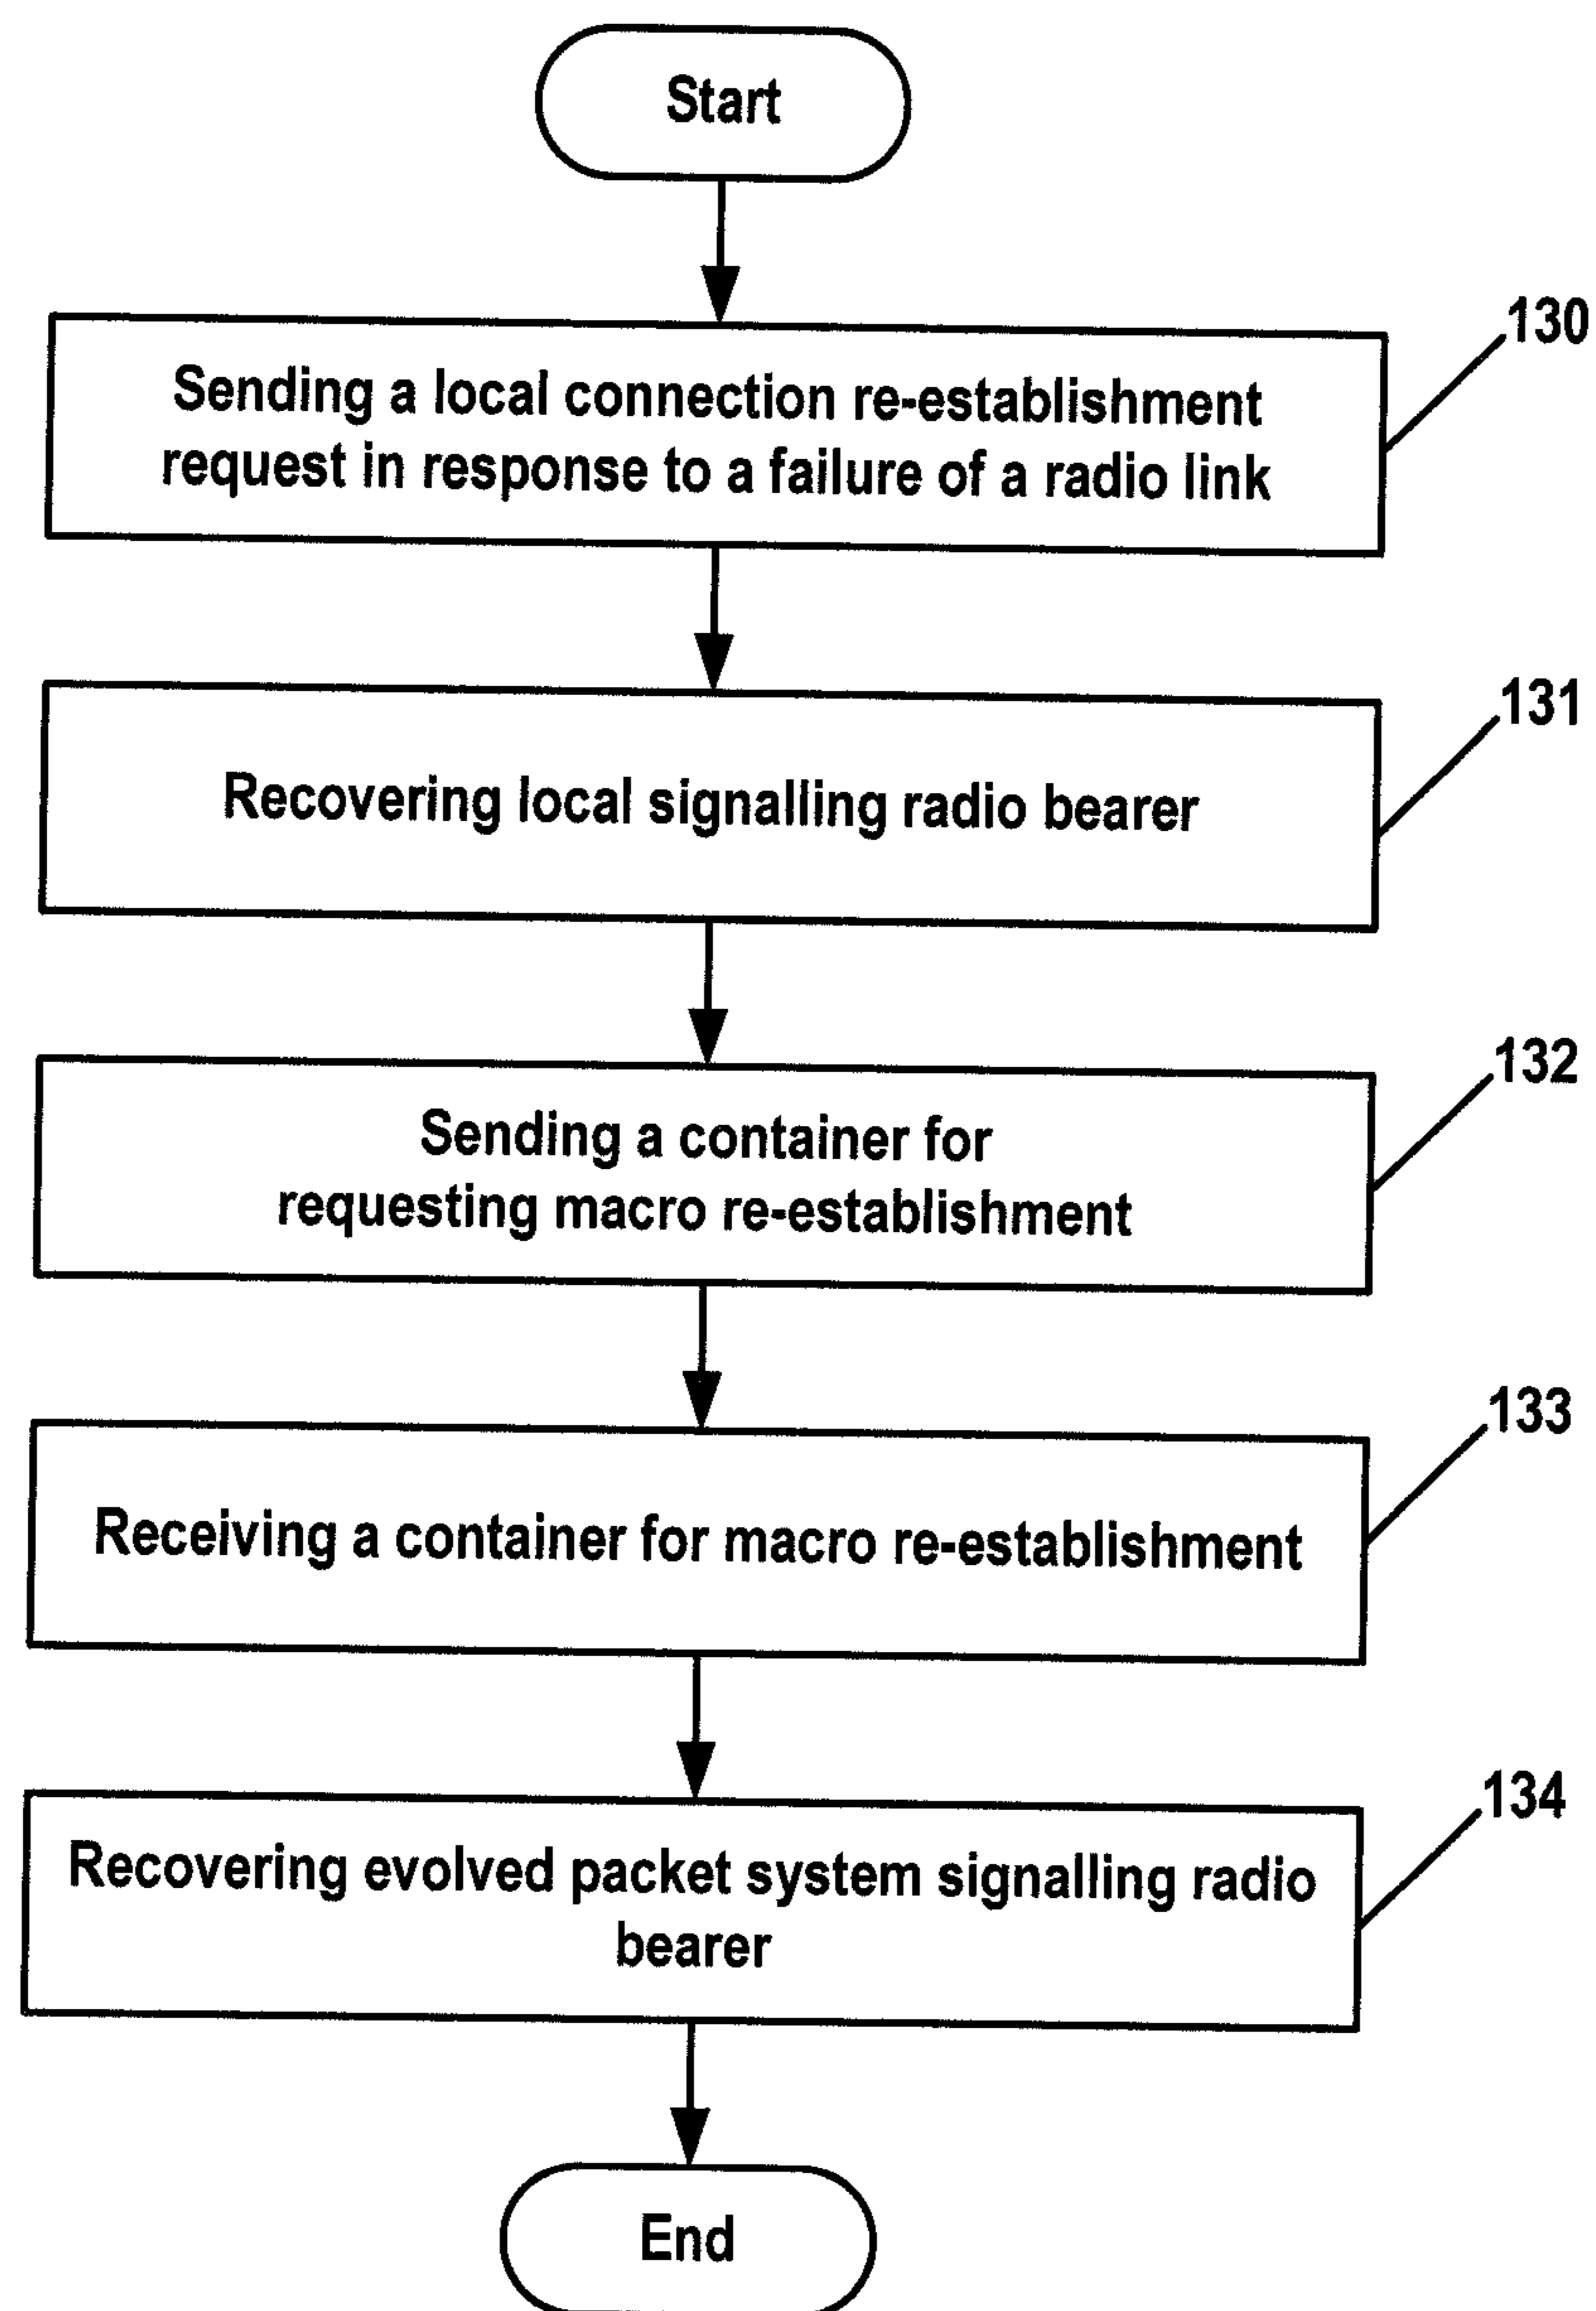 Start
130
Sending a local connection re-establishment
request in response to a failure of a radio link
131
Recovering local signalling radio bearer
132
Sending a container for
requesting macro re-establishment
133
Receiving a container for macro re-establishment
134
Recovering evolved packet system signalling radio
bearer
End